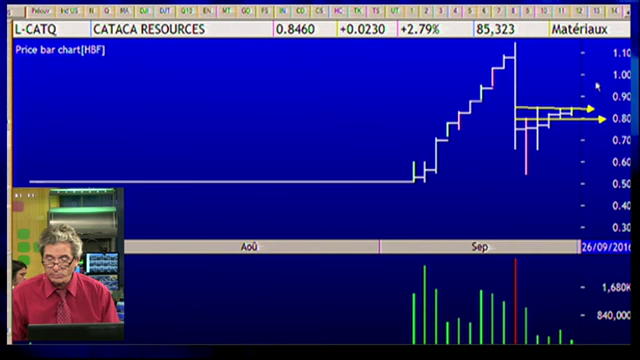 L-CATQ CATACA RESOURCES 0.8460 +0.0230 +2.79% 85,323 Matériaux
Price bar chart[HBF]
1.10
1.00
0.90
0.80
0.70
0.60
0.50
0.40
0.30
Aoû Sep 26/09/2016
1,680K
840,000